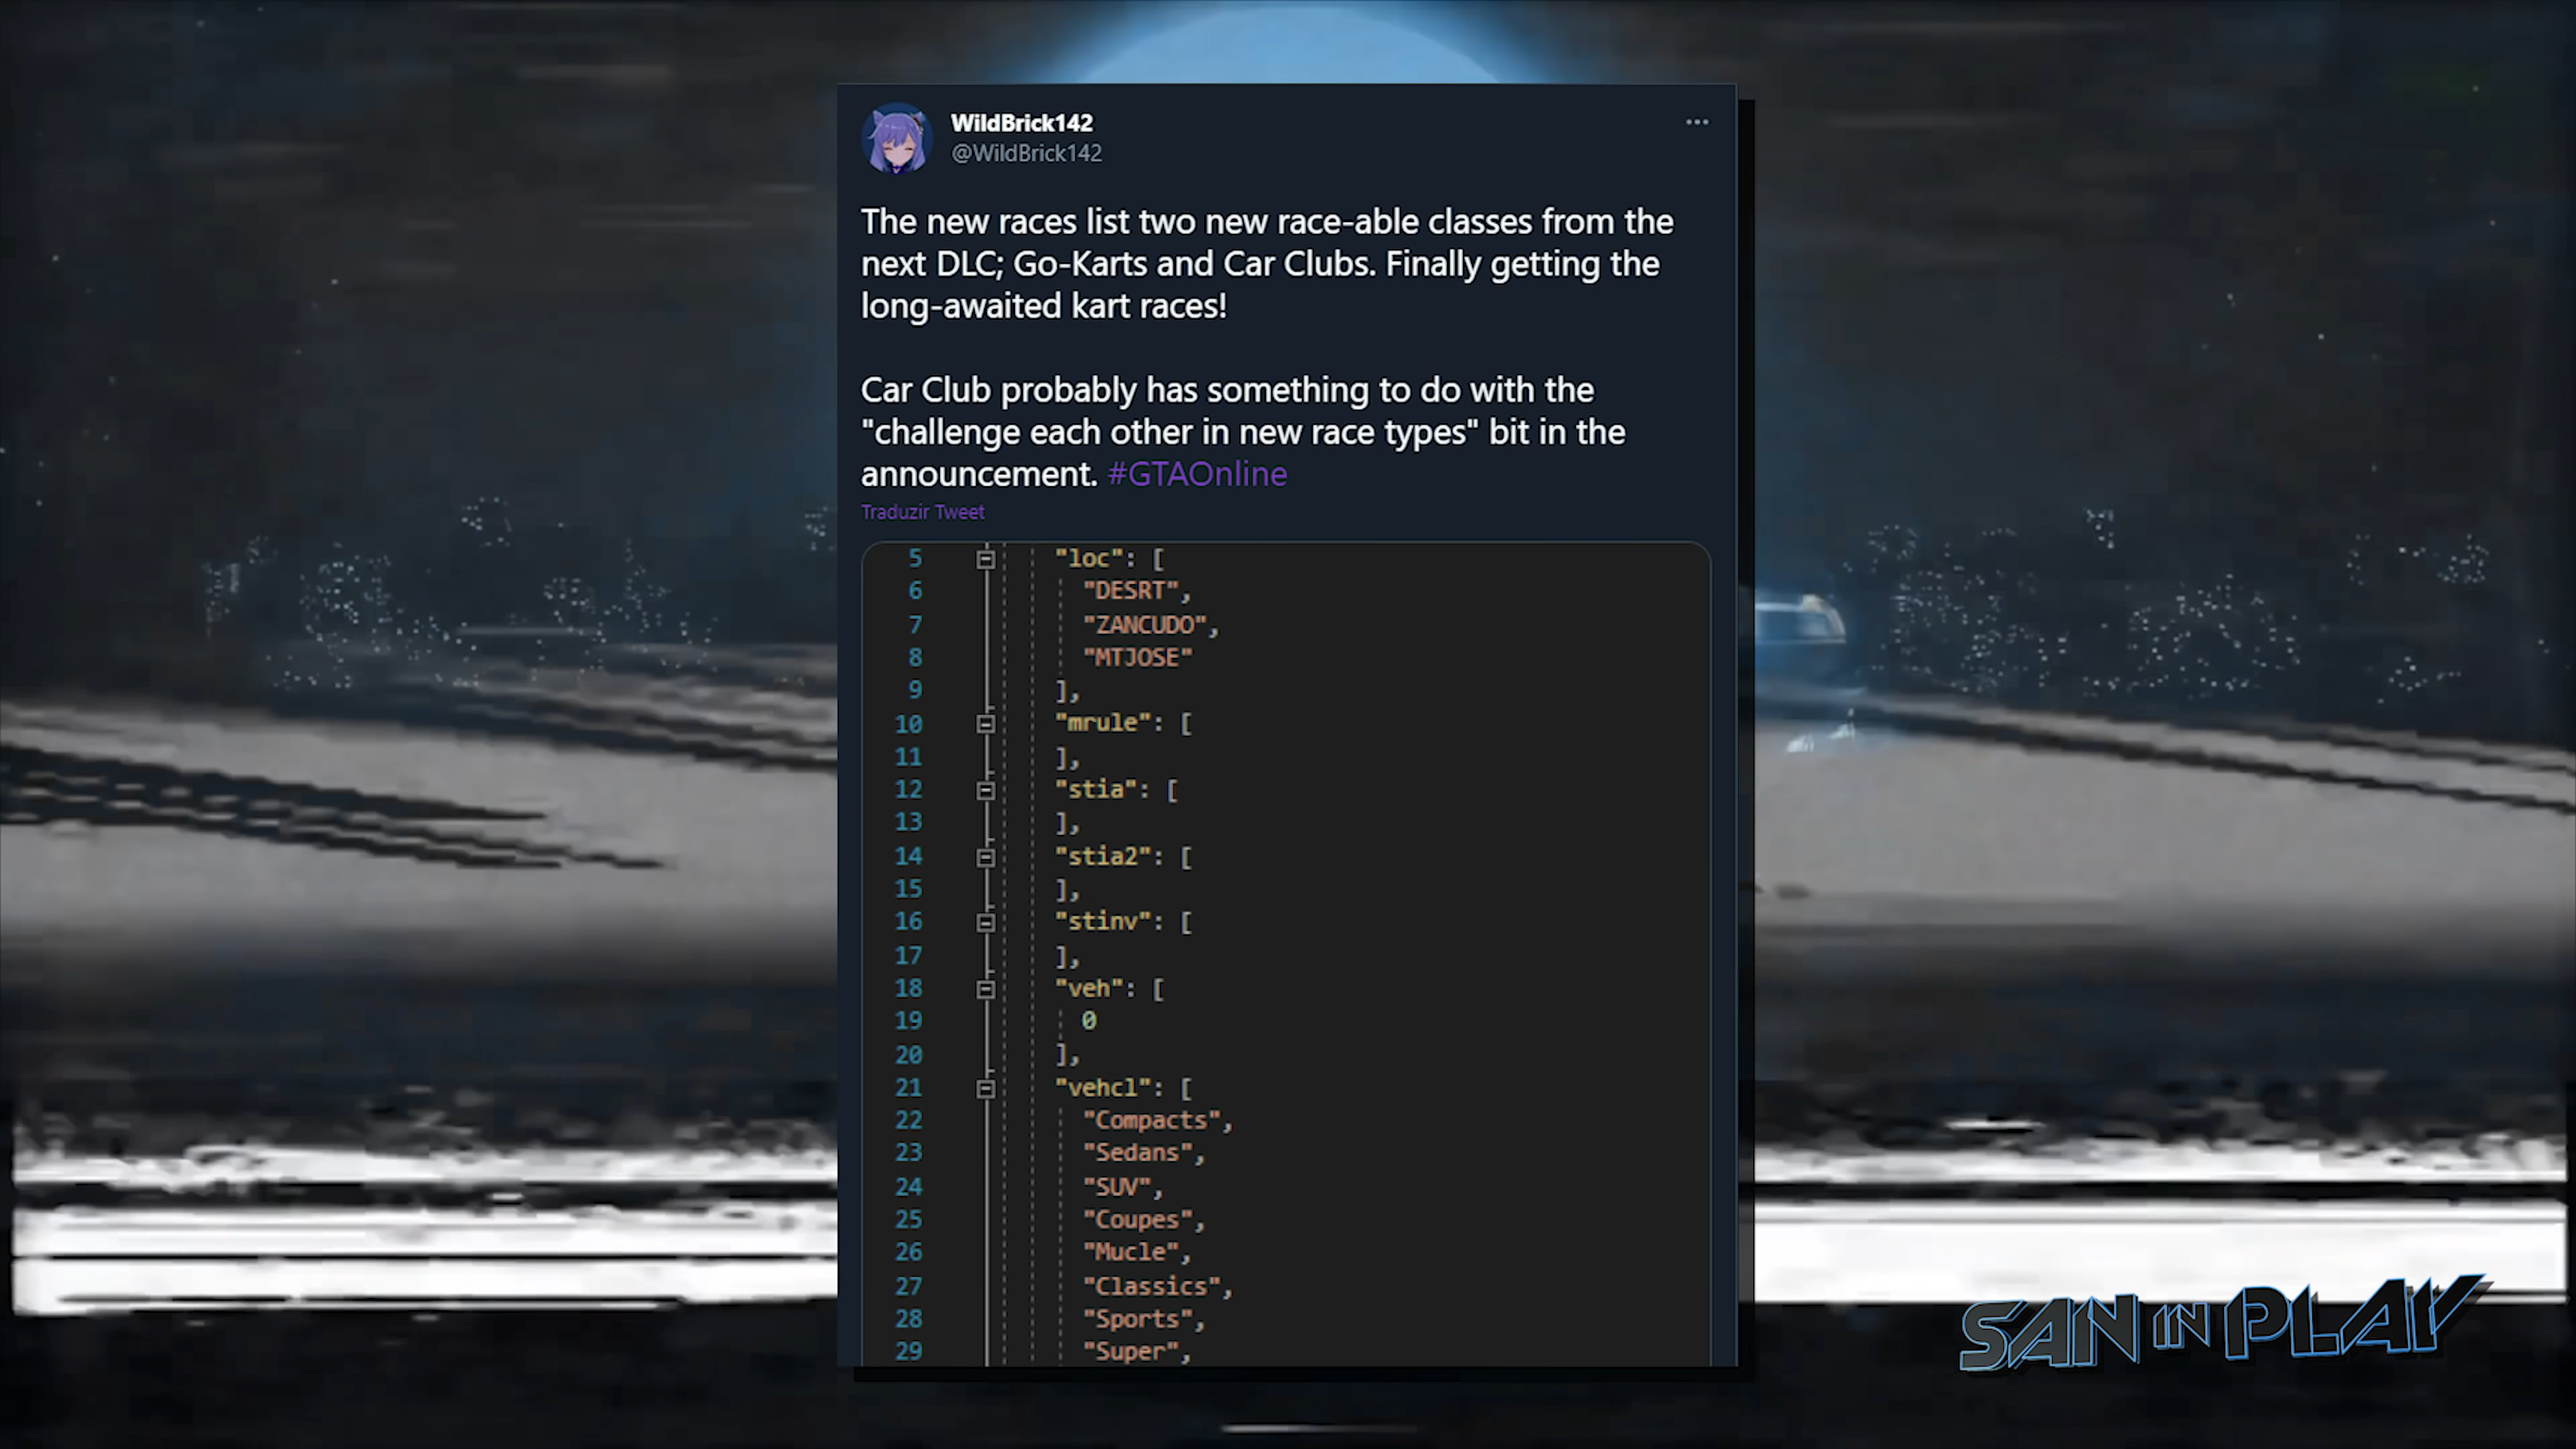 WildBrick142
@WildBrick142
The new races list two new race-able classes from the
next DLC; Go-Karts and Car Clubs. Finally getting the
long-awaited kart races!
Car Club probably has something to do with the
"challenge each other in new race types" bit in the
announcement. #GTAOnline
Traduzir Tweet
5 "loc": [
6 "DESRT",
7 "ZANCUDO",
8 "MTJOSE"
9 ],
10 "mrule": [
11 ],
12 "stia": [
13 ],
14 "stia2": [
15 ],
16 "stinv": [
17 ],
18 "veh": [
19 0
20 ],
21 "vehcl": [
22 "Compacts",
23 "Sedans",
24 "SUV",
25 "Coupes",
26 "Mucle",
27 "Classics",
28 "Sports",
29 "Super",
SAN IN PLAY